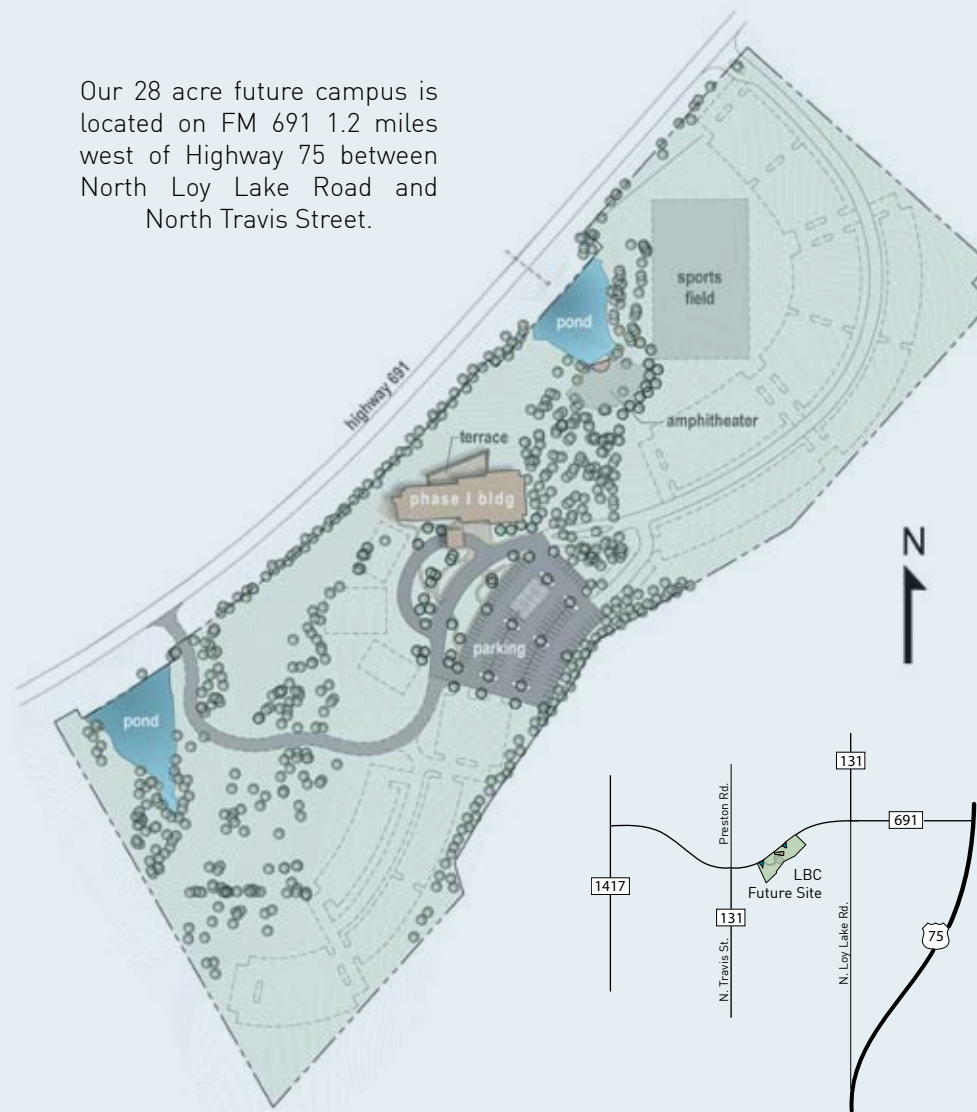 Our 28 acre future campus is
located on FM 691 1.2 miles
west of Highway 75 between
North Loy Lake Road and
North Travis Street.
sports
field
pond
highway 691
amphitheater
terrace
phase I bldg
N
parking
pond
131
Preston Rd.
691
LBC
Future Site
1417
131
75
N. Travis St.
N. Loy Lake Rd.